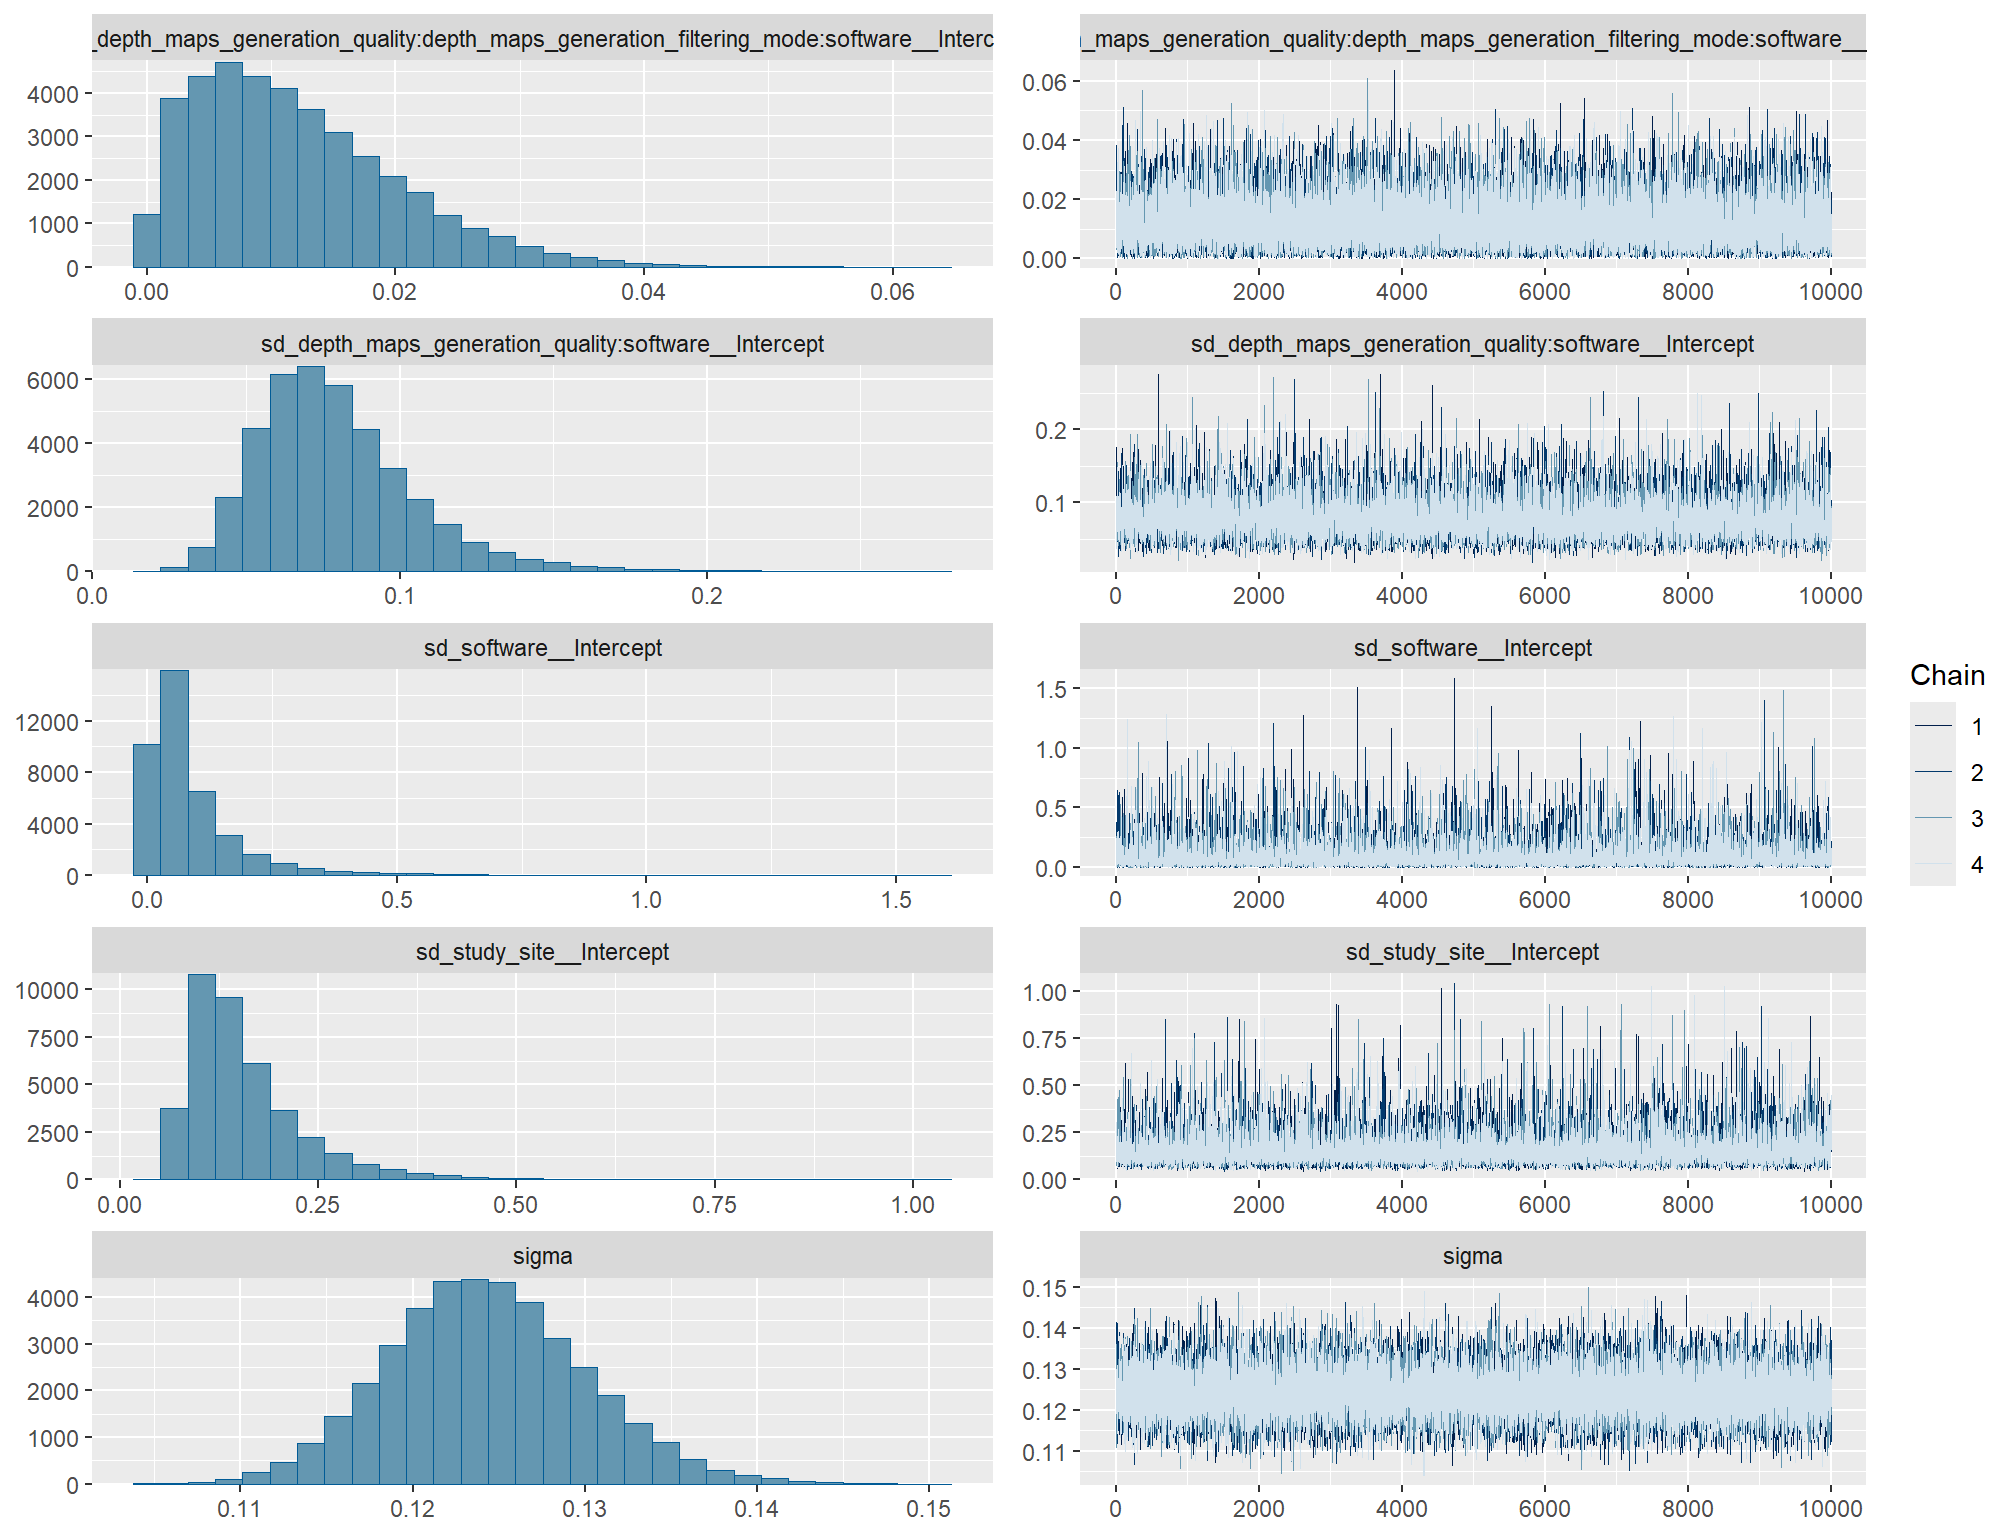 _depth_maps_generation_quality:depth_maps_generation_filtering_mode:software__Interc
4000
3000
2000
1000
0
0.00 0.02 0.04 0.06
_maps_generation_quality:depth_maps_generation_filtering_mode:software__
0.06
0.04
0.02
0.00
0 2000 4000 6000 8000 10000
sd_depth_maps_generation_quality:software__Intercept
6000
4000
2000
0
0.0 0.1 0.2
sd_depth_maps_generation_quality:software__Intercept
0.2
0.1
0 2000 4000 6000 8000 10000
sd_software__Intercept
12000
8000
4000
0
0.0 0.5 1.0 1.5
sd_software__Intercept
1.5
1.0
0.5
0.0
0 2000 4000 6000 8000 10000
sd_study_site__Intercept
10000
7500
5000
2500
0
0.00 0.25 0.50 0.75 1.00
sd_study_site__Intercept
1.00
0.75
0.50
0.25
0.00
0 2000 4000 6000 8000 10000
sigma
4000
3000
2000
1000
0
0.11 0.12 0.13 0.14 0.15
sigma
0.15
0.14
0.13
0.12
0.11
0 2000 4000 6000 8000 10000
Chain
1
2
3
4